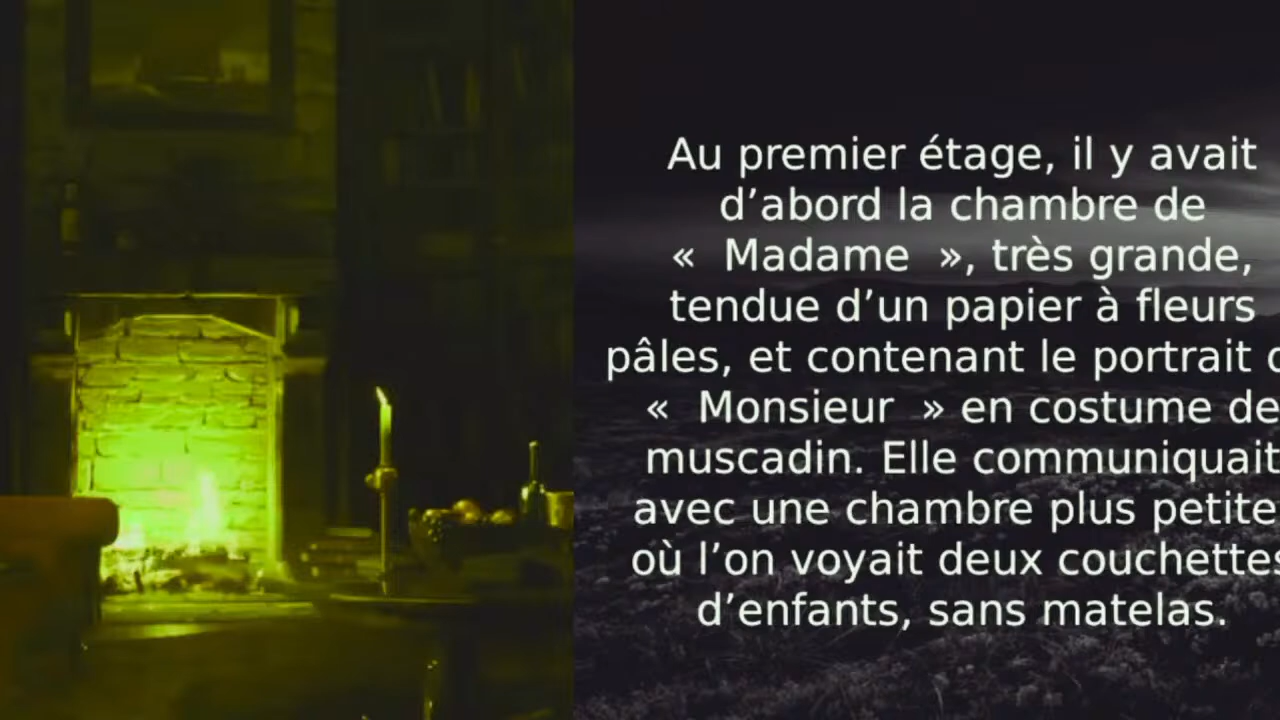 Au premier étage, il y avait
d’abord la chambre de
«  Madame  », très grande,
tendue d’un papier à fleurs
pâles, et contenant le portrait
«  Monsieur  » en costume de
muscadin. Elle communiquait
avec une chambre plus petite
où l’on voyait deux couchettes
d’enfants, sans matelas.